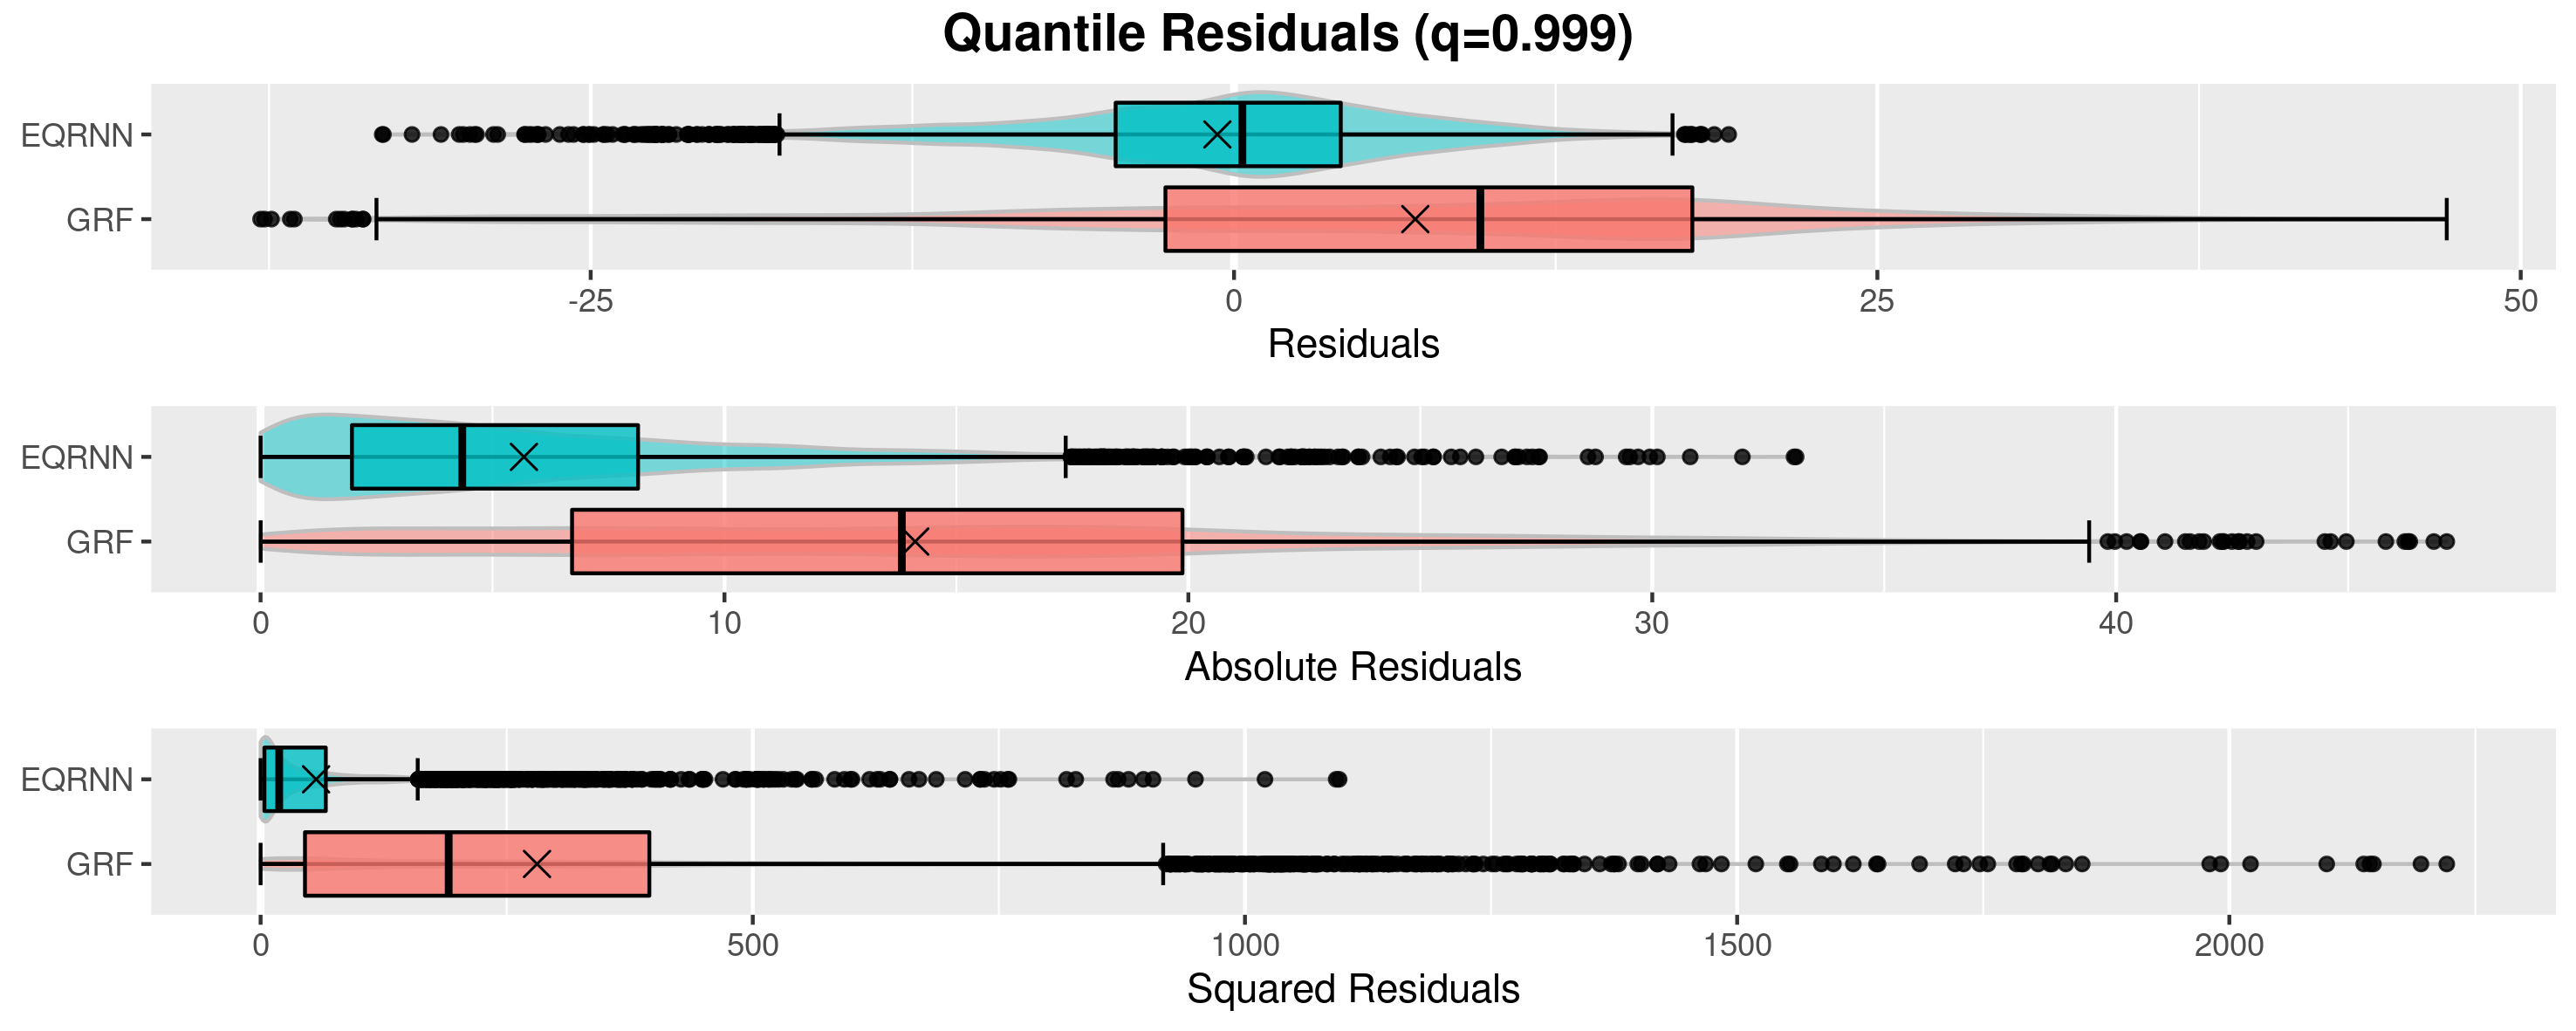 Quantile Residuals (q=0.999)
EQRNN
GRF
-25 0 25 50
Residuals
EQRNN
GRF
0 10 20 30 40
Absolute Residuals
EQRNN
GRF
0 500 1000 1500 2000
Squared Residuals